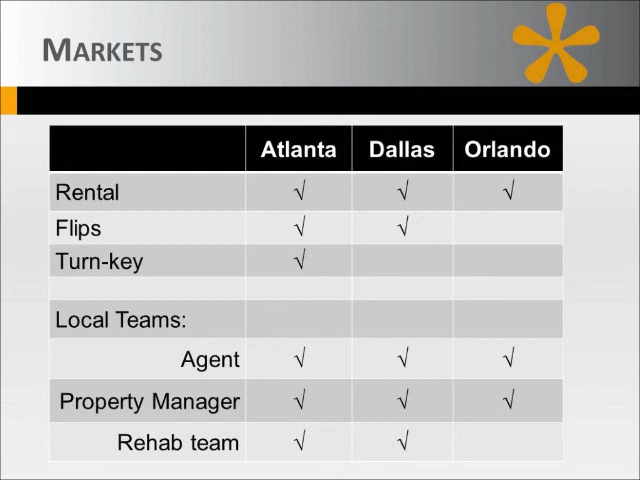 MARKETS
Atlanta Dallas Orlando
Rental √ √ √
Flips √ √
Turn-key √
Local Teams:
Agent √ √ √
Property Manager √ √ √
Rehab team √ √